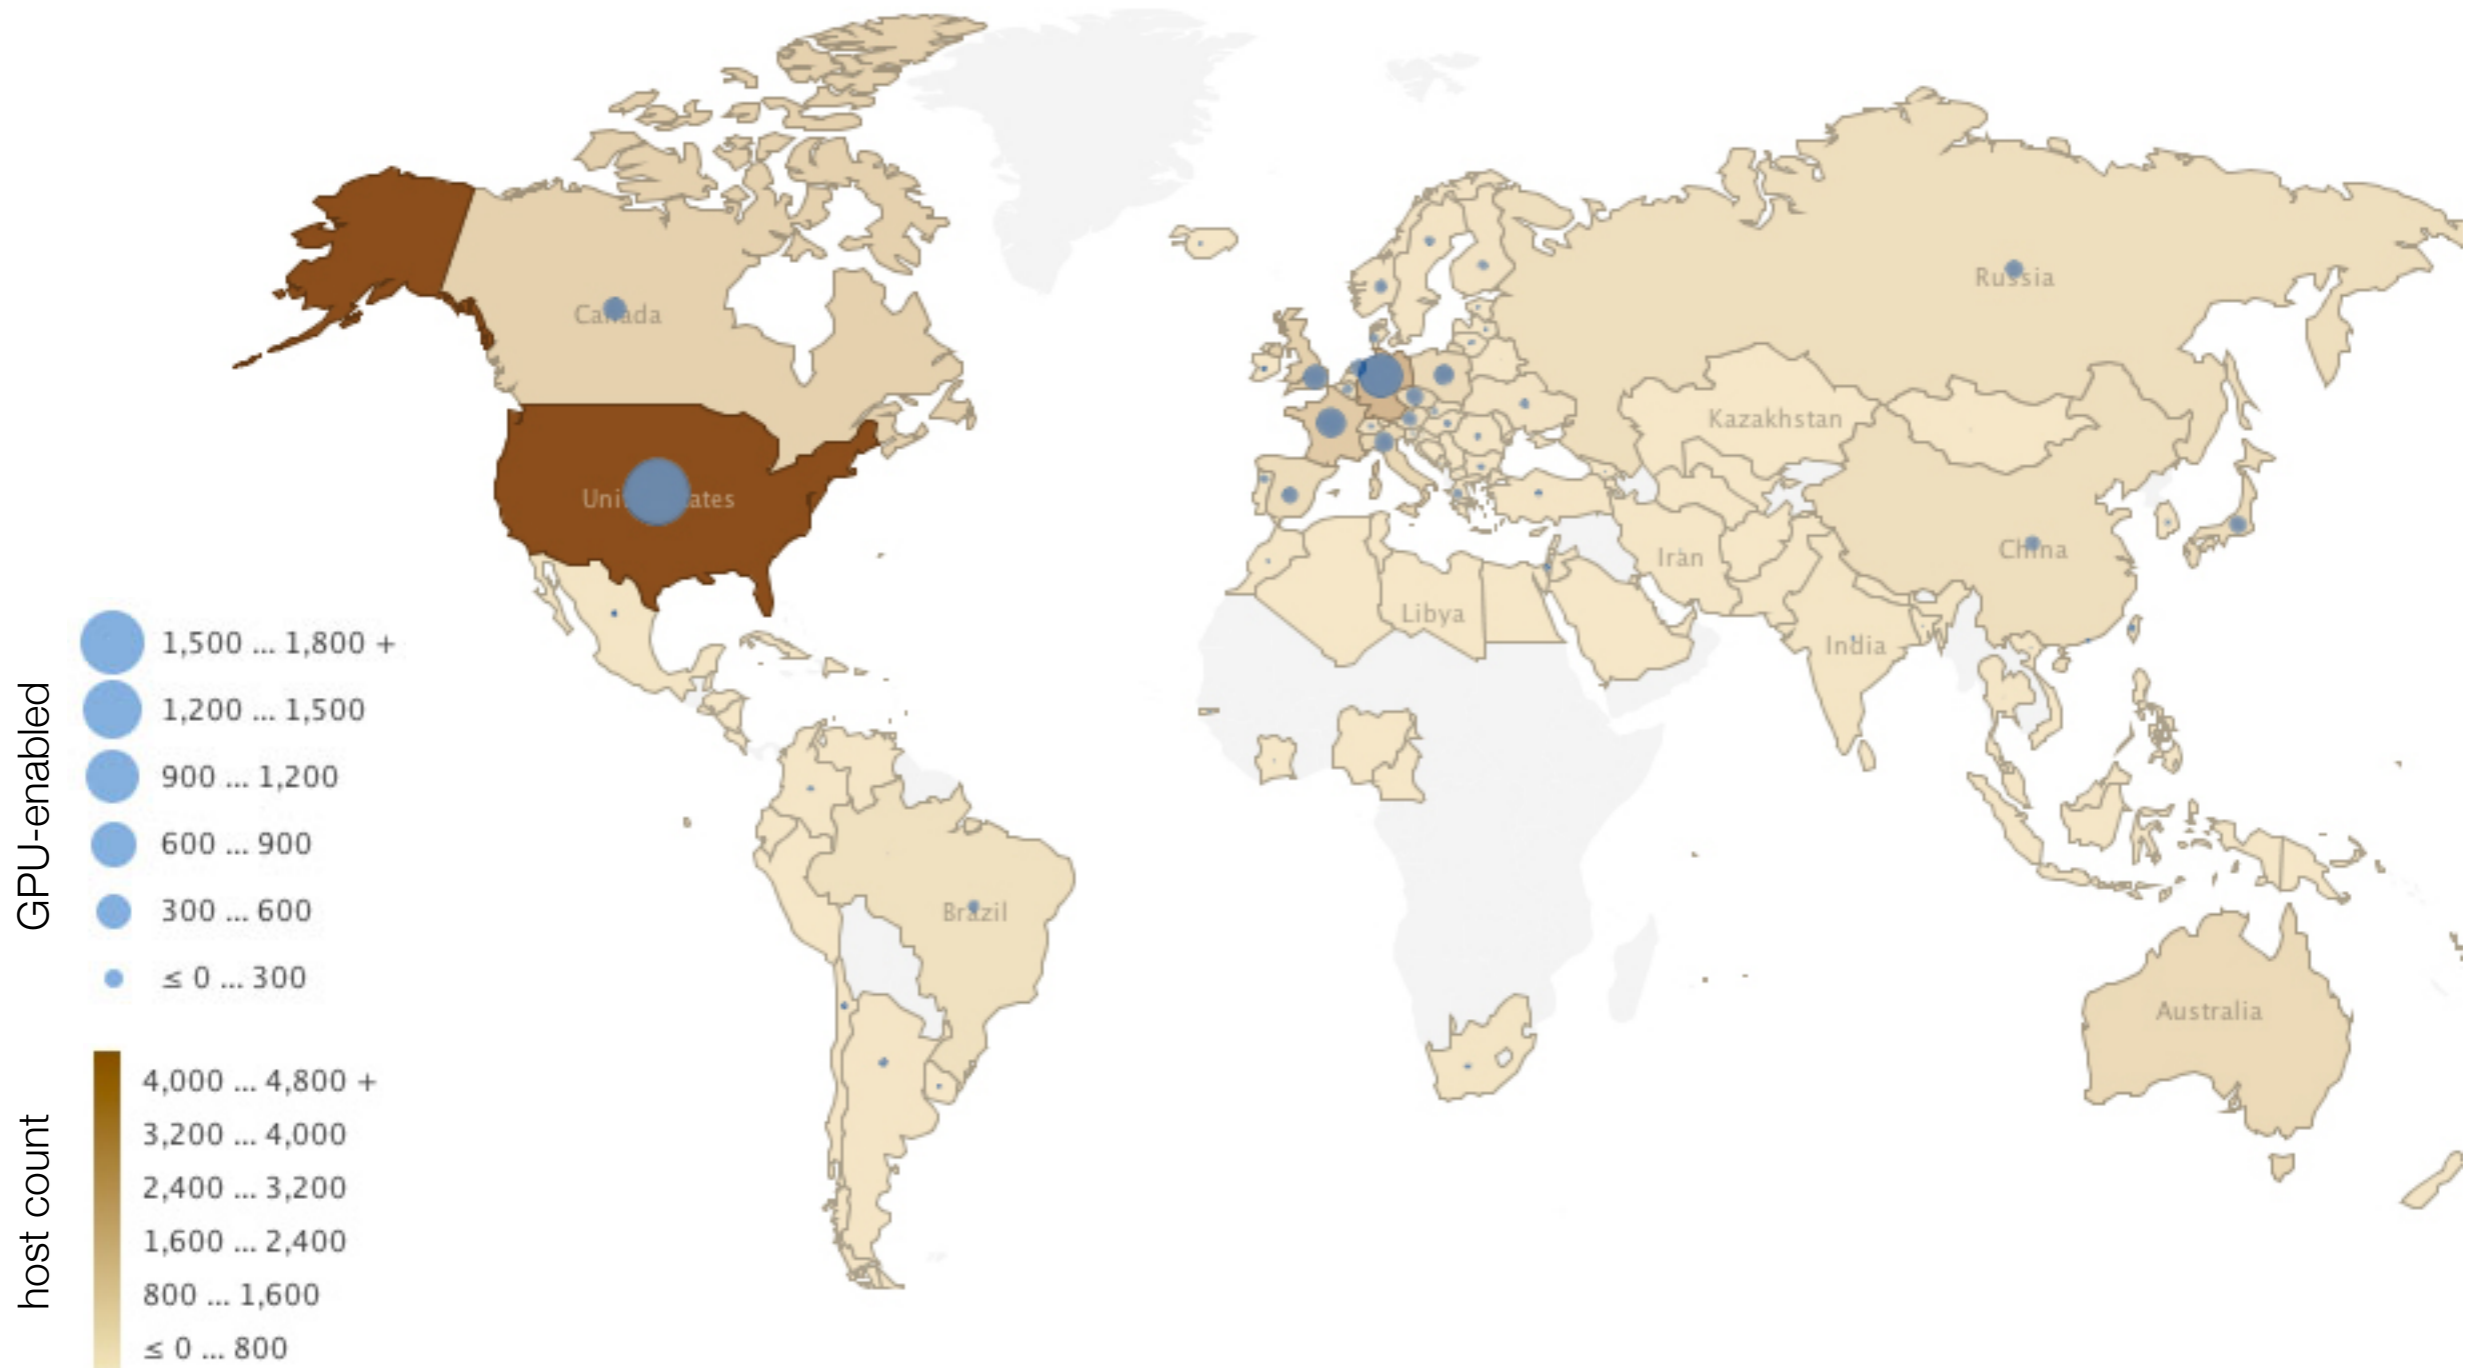 Canada
Russia
Kazakhstan
Uni ates
China
Iran
Libya
India
Brazil
Australia
GPU-enabled
1,500 ... 1,800 +
1,200 ... 1,500
900 ... 1,200
600 ... 900
300 ... 600
≤ 0 ... 300
host count
4,000 ... 4,800 +
3,200 ... 4,000
2,400 ... 3,200
1,600 ... 2,400
800 ... 1,600
≤ 0 ... 800